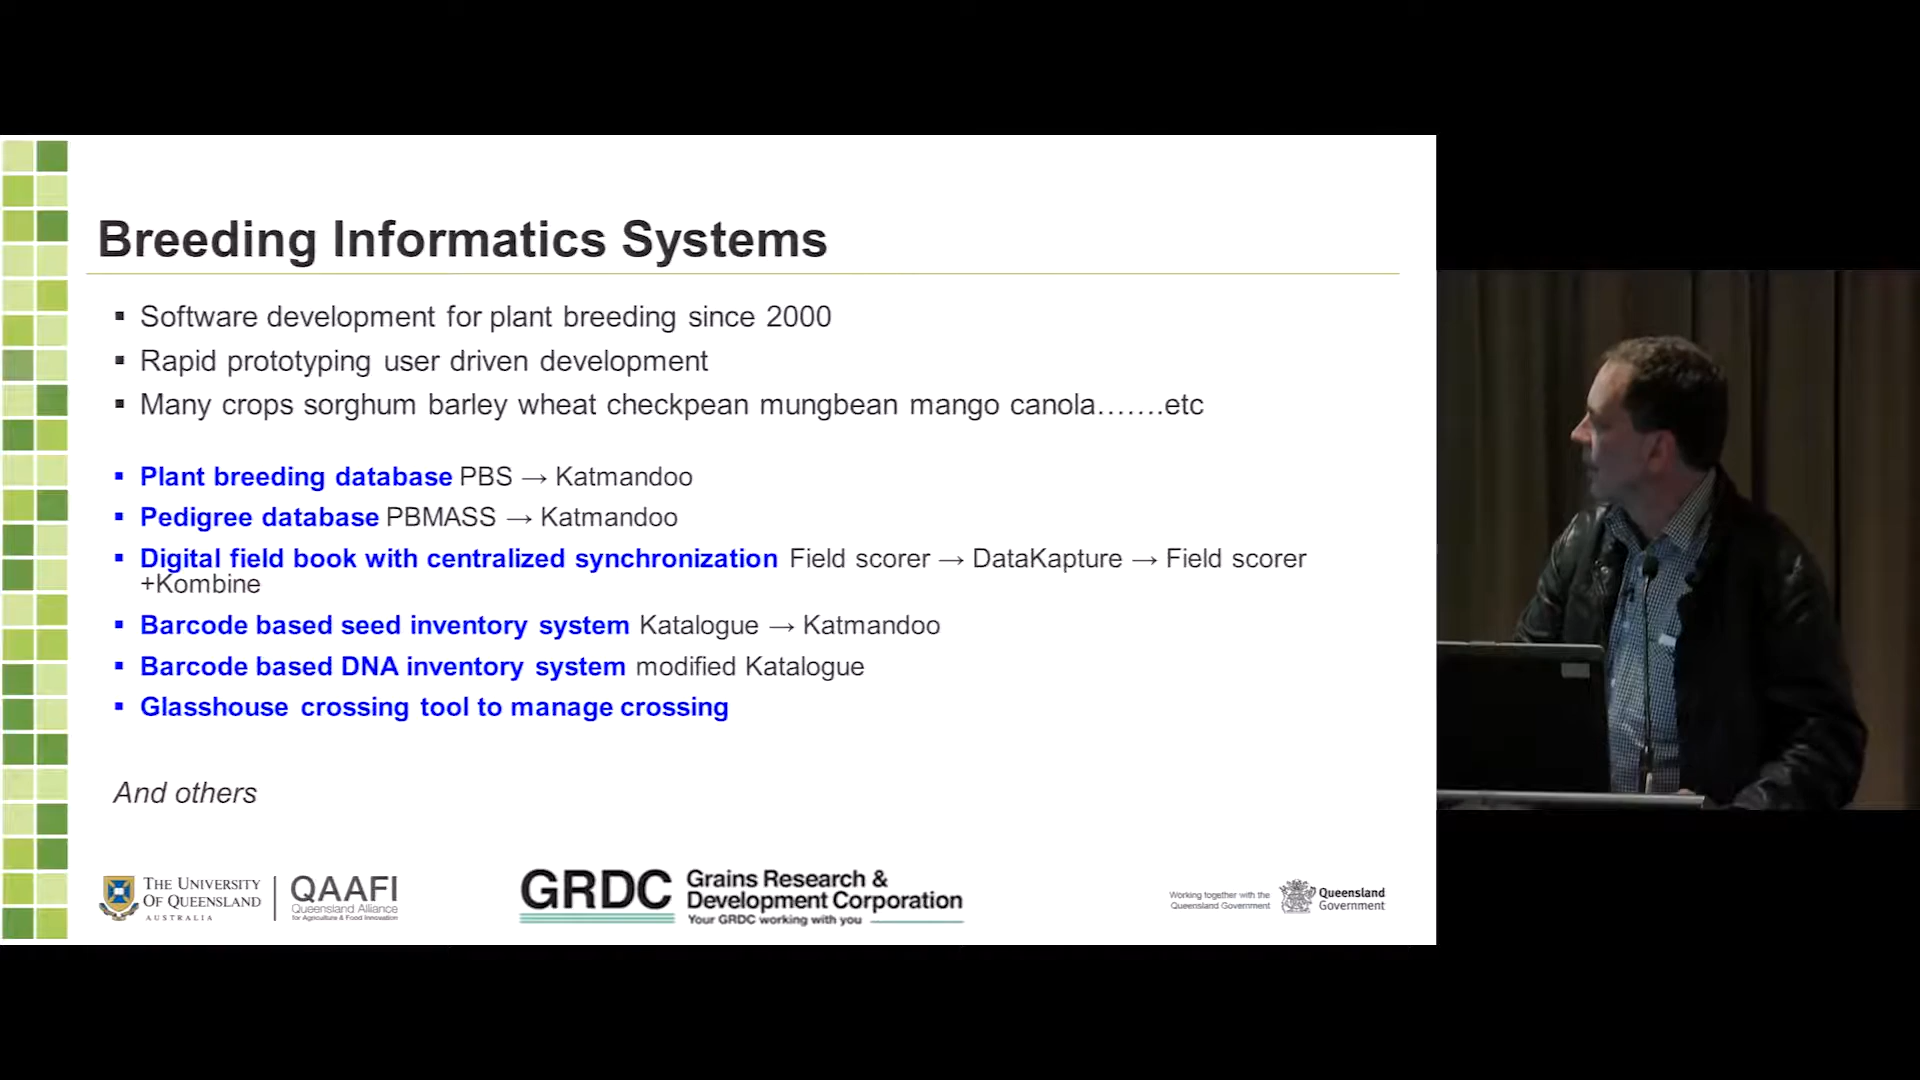 Breeding Informatics Systems
▪ Software development for plant breeding since 2000
▪ Rapid prototyping user driven development
▪ Many crops sorghum barley wheat checkpean mungbean mango canola…….etc
▪ Plant breeding database PBS → Katmandoo
▪ Pedigree database PBMASS → Katmandoo
▪ Digital field book with centralized synchronization Field scorer → DataKapture → Field scorer
+Kombine
▪ Barcode based seed inventory system Katalogue → Katmandoo
▪ Barcode based DNA inventory system modified Katalogue
▪ Glasshouse crossing tool to manage crossing
And others
THE UNIVERSITY
OF QUEENSLAND
AUSTRALIA
QAAFI
Queensland Alliance
for Agriculture & Food Innovation
GRDC
Grains Research &
Development Corporation
Your GRDC working with you
Working together with the
Queensland Government
Queensland
Government